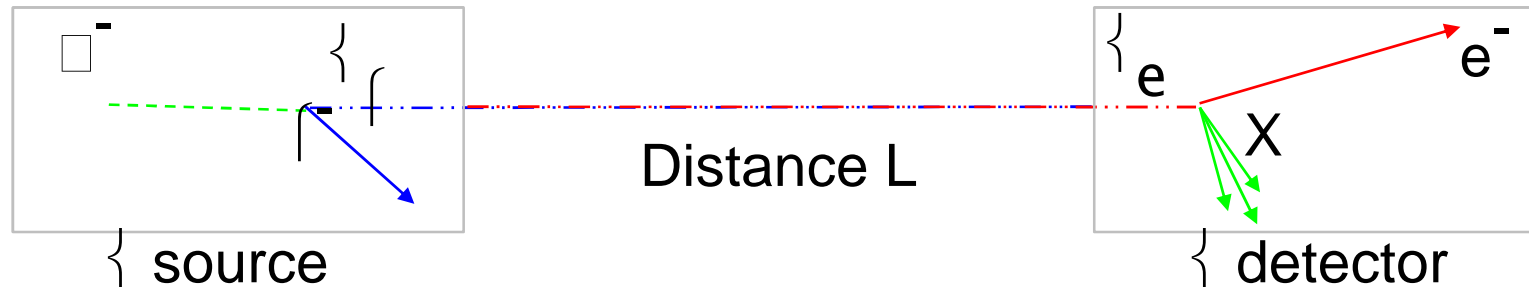 □-
{
⌠
⌠-
{e
e-
X
Distance L
{ source
{ detector